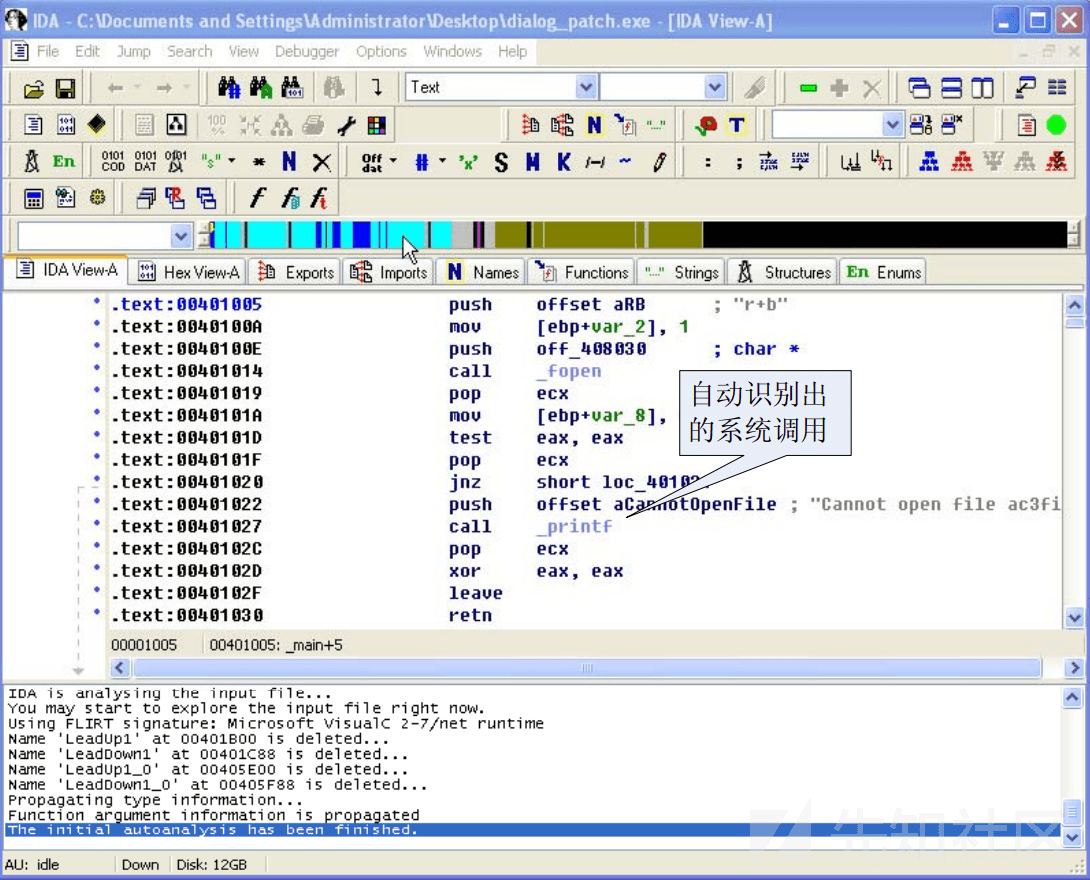 IDA - C:\Documents and Settings\Administrator\Desktop\dialog_patch.exe - [IDA View-A]
File Edit Jump Search View Debugger Options Windows Help
Text
100 %
En 0101 COD 0101 DAT "s" * N X Off dat # 'x' S M K ~ : ;
f f f
IDA View-A Hex View-A Exports Imports N Names Functions Strings Structures En Enums
.text:00401005 push offset aRB ; "r+b"
.text:0040100A mov [ebp+var_2], 1
.text:0040100E push off_408030 ; char *
.text:00401014 call _fopen
.text:00401019 pop ecx
.text:0040101A mov [ebp+var_8],
.text:0040101D test eax, eax
.text:0040101F pop ecx
.text:00401020 jnz short
.text:00401022 push offset aCannotOpenFile ; "Cannot open file ac3fi
.text:00401027 call _printf
.text:0040102C pop ecx
.text:0040102D xor eax, eax
.text:0040102F leave
.text:00401030 retn
自动识别出
的系统调用
00001005 00401005: _main+5
IDA is analysing the input file...
You may start to explore the input file right now.
Using FLIRT signature: Microsoft VisualC 2-7/net runtime
Name 'LeadUp1' at 00401B00 is deleted...
Name 'LeadDown1' at 00401C88 is deleted...
Name 'LeadUp1_0' at 00405E00 is deleted...
Name 'LeadDown1_0' at 00405F88 is deleted...
Propagating type information...
Function argument information is propagated
The initial autoanalysis has been finished.
先知社区
AU: idle Down Disk: 12GB